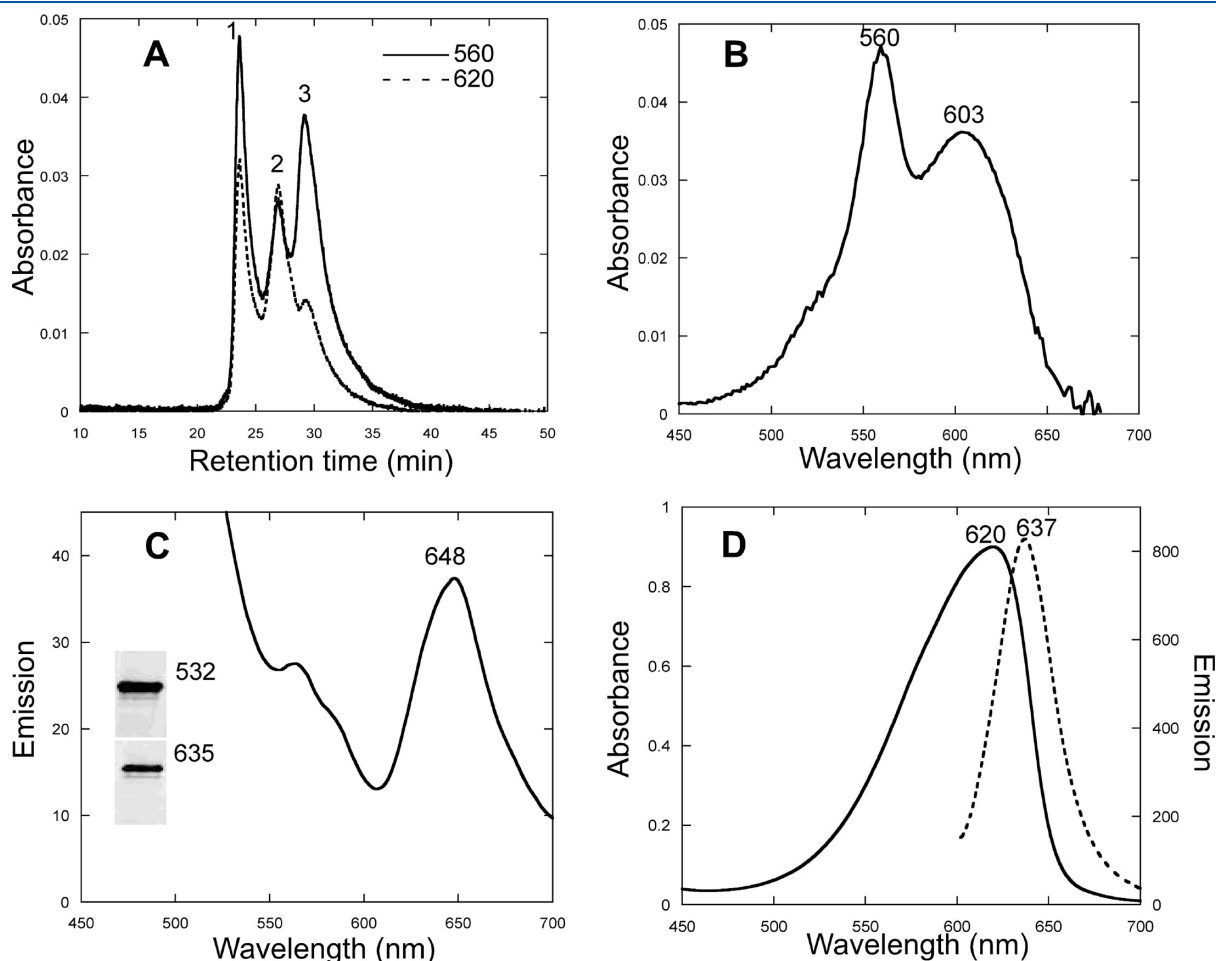 A
1
2
3
560
620
0.05
0.04
0.03
0.02
0.01
0
10 15 20 25 30 35 40 45 50
Absorbance
Retention time (min)
B
560
603
0.05
0.04
0.03
0.02
0.01
0
450 500 550 600 650 700
Absorbance
Wavelength (nm)
C
648
532
635
40
30
20
10
0
450 500 550 600 650 700
Emission
Wavelength (nm)
D
620
637
1
0.8
0.6
0.4
0.2
0
800
600
400
200
0
450 500 550 600 650 700
Absorbance
Emission
Wavelength (nm)